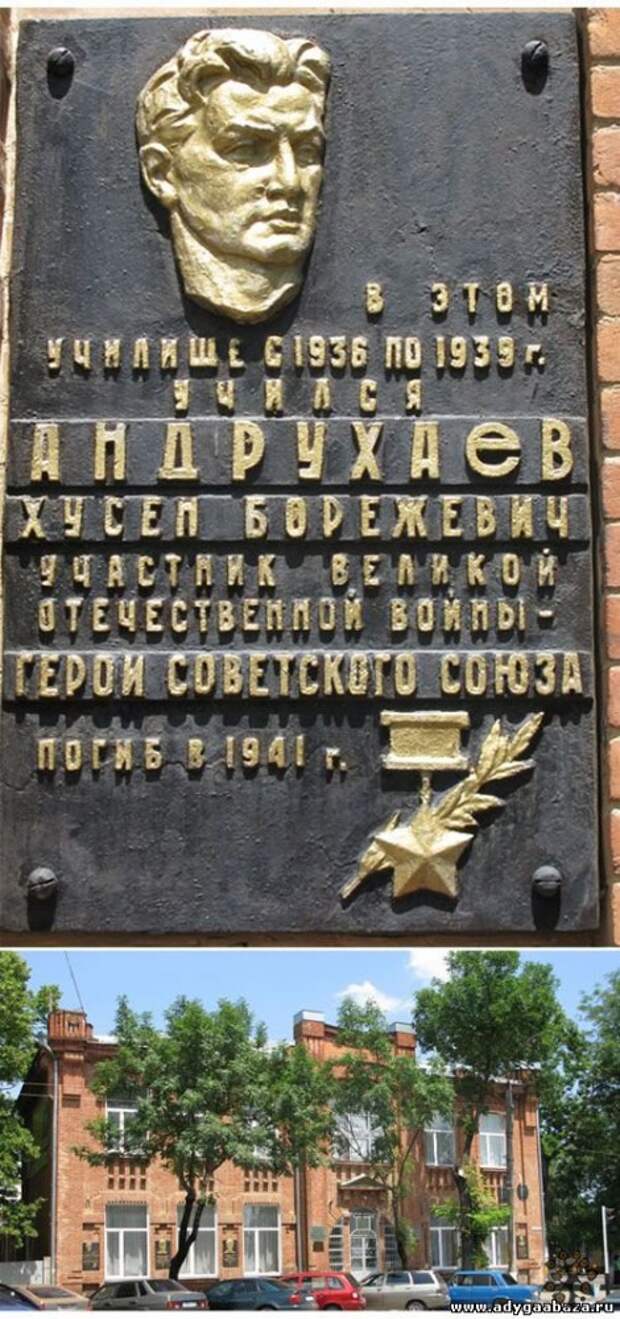 В ЭТОМ
УЧИЛИЩЕ С 1936 ПО 1939 г.
УЧИЛСЯ
АНДРУХАеВ
ХУСЕН БОРЕЖЕВИЧ
УЧАСТНИК ВЕЛИКОЙ
ОТЕЧЕСТВЕННОЙ ВОЙНЫ-
ГЕРОЙ СОВЕТСКОГО СОЮЗА
ПОГИБ В 1941 г.
www.adygaabaza.ru